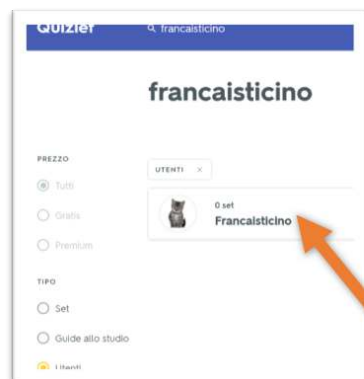 Quizlet
francaisticino
francaisticino
PREZZO
Tutti
Gratis
Premium
TIPO
Set
Guide allo studio
Utenti
UTENTI ×
0 set
Francaisticino